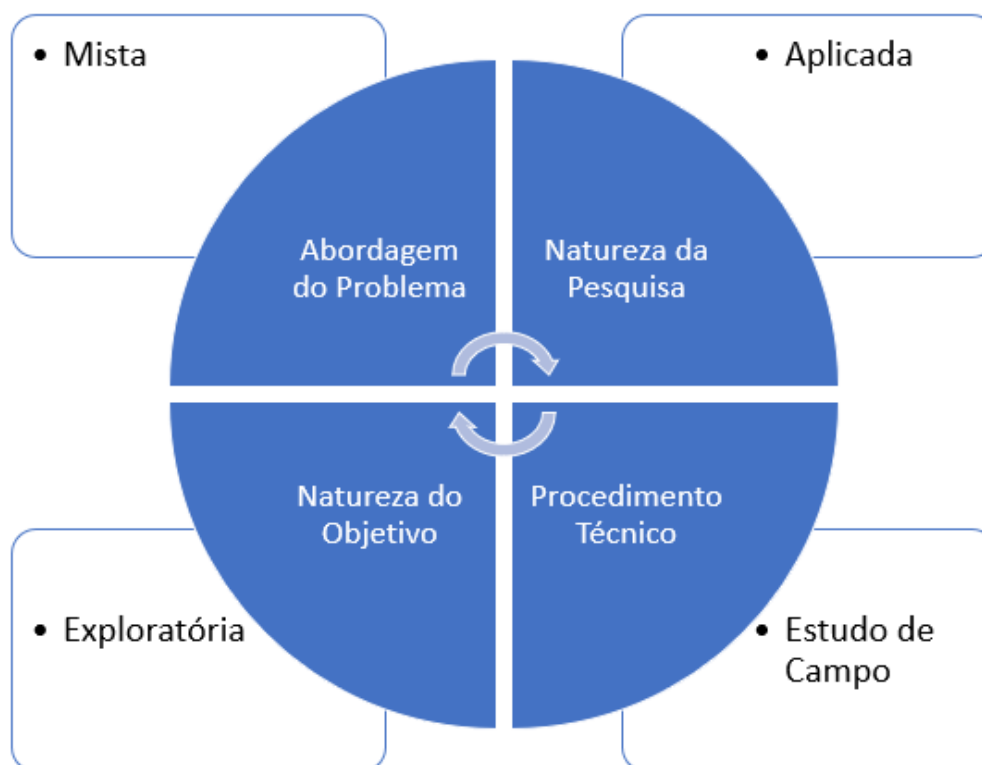 • Mista
• Aplicada
Abordagem
do Problema
Natureza da
Pesquisa
Natureza do
Objetivo
Procedimento
Técnico
• Exploratória
• Estudo de
Campo